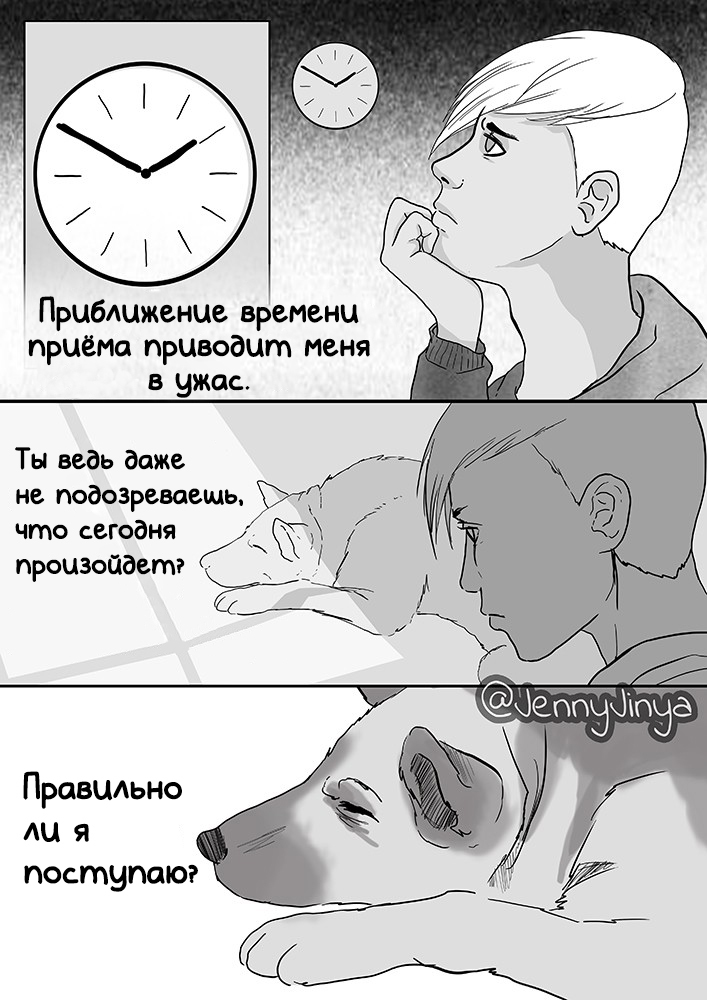 Приближение времени
приёма приводит меня
в ужас.
Ты ведь даже
не подозреваешь,
что сегодня
произойдет?
@JennyJinya
Правильно
ли я
поступаю?